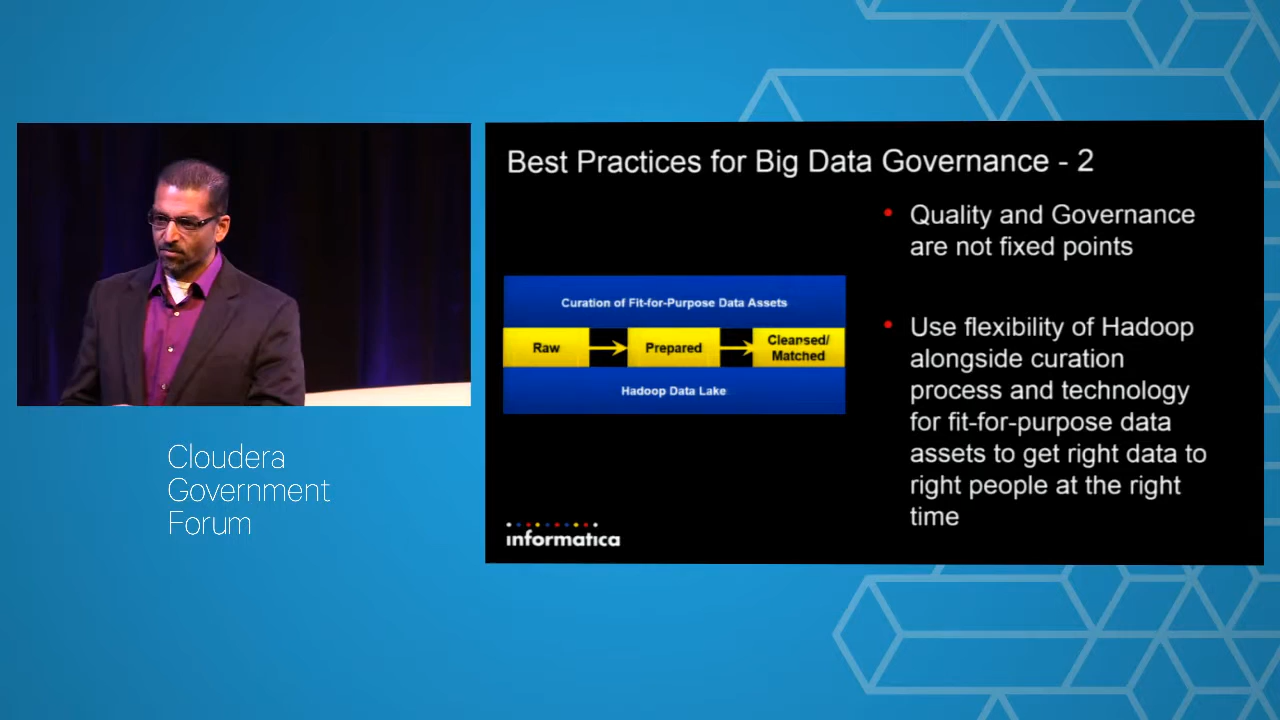 Best Practices for Big Data Governance - 2
Quality and Governance
are not fixed points
Curation of Fit-for-Purpose Data Assets
Raw
Prepared
Cleansed/
Matched
Hadoop Data Lake
Use flexibility of Hadoop
alongside curation
process and technology
for fit-for-purpose data
assets to get right data to
right people at the right
time
informatica
Cloudera
Government
Forum